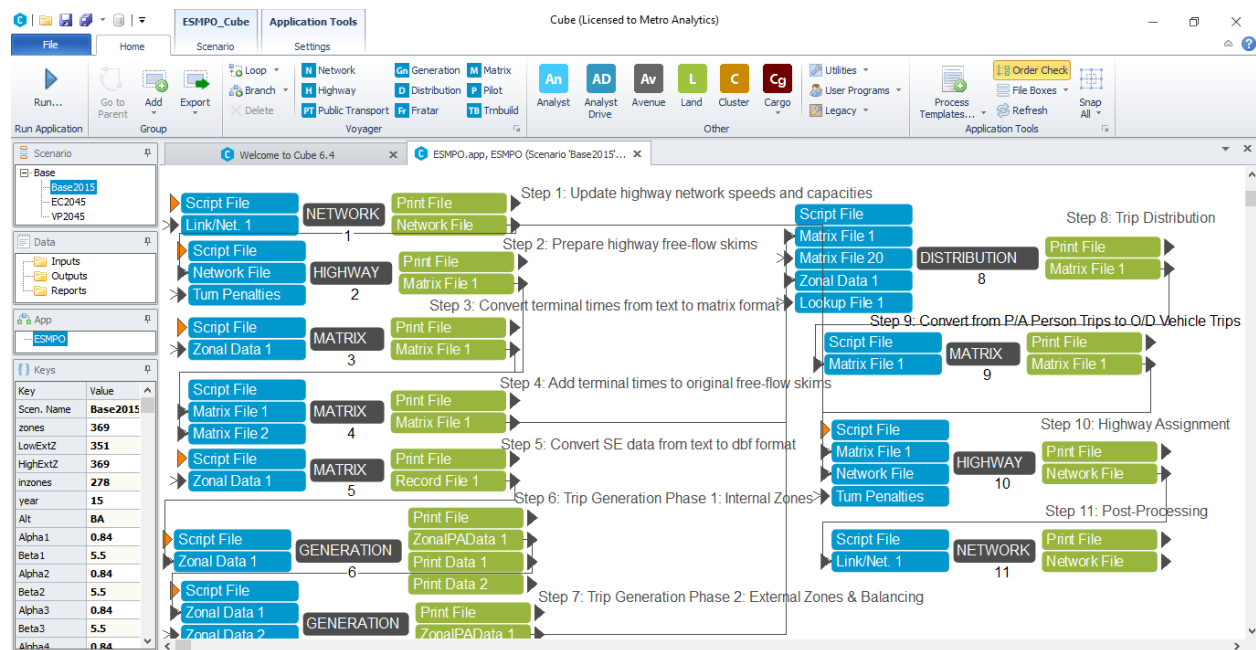 ESMPO_Cube Application Tools Cube (Licensed to Metro Analytics)
File Home Scenario Settings
Run... Go to Parent Add Export Loop Branch Delete
N Network Gn Generation M Matrix
H Highway D Distribution P Pilot
PT Public Transport Fr Fratar TB Trnbuild
An Analyst AD Analyst Drive Av Avenue L Land C Cluster Cg Cargo
Utilities
User Programs
Legacy
Process Templates... Order Check File Boxes Refresh Snap All
Run Application Group Voyager Other Application Tools
Scenario
Base
Base2015
EC2045
VP2045
Data
Inputs
Outputs
Reports
App
ESMPO
Keys
Key Value
Scen. Name Base2015
zones 369
LowExtZ 351
HighExtZ 369
inzones 278
year 15
Alt BA
Alpha1 0.84
Beta1 5.5
Alpha2 0.84
Beta2 5.5
Alpha3 0.84
Beta3 5.5
Alpha4 0.84
Welcome to Cube 6.4 ESMPO.app, ESMPO (Scenario 'Base2015'...
Step 1: Update highway network speeds and capacities
Script File
Link/Net. 1
NETWORK
1
Print File
Network File
Step 2: Prepare highway free-flow skims
Script File
Network File
Turn Penalties
HIGHWAY
2
Print File
Matrix File 1
Step 3: Convert terminal times from text to matrix format
Script File
Zonal Data 1
MATRIX
3
Print File
Matrix File 1
Step 4: Add terminal times to original free-flow skims
Script File
Matrix File 1
Matrix File 2
MATRIX
4
Print File
Matrix File 1
Step 5: Convert SE data from text to dbf format
Script File
Zonal Data 1
MATRIX
5
Print File
Record File 1
Step 6: Trip Generation Phase 1: Internal Zones
Script File
Zonal Data 1
GENERATION
6
Print File
ZonalPAData 1
Print Data 1
Print Data 2
Step 7: Trip Generation Phase 2: External Zones & Balancing
Script File
Zonal Data 1
Zonal Data 2
GENERATION
Print File
ZonalPAData 1
Step 8: Trip Distribution
Script File
Matrix File 1
Matrix File 20
Zonal Data 1
Lookup File 1
DISTRIBUTION
8
Print File
Matrix File 1
Step 9: Convert from P/A Person Trips to O/D Vehicle Trips
Script File
Matrix File 1
MATRIX
9
Print File
Matrix File 1
Step 10: Highway Assignment
Script File
Matrix File 1
Network File
Turn Penalties
HIGHWAY
10
Print File
Network File
Step 11: Post-Processing
Script File
Link/Net. 1
NETWORK
11
Print File
Network File